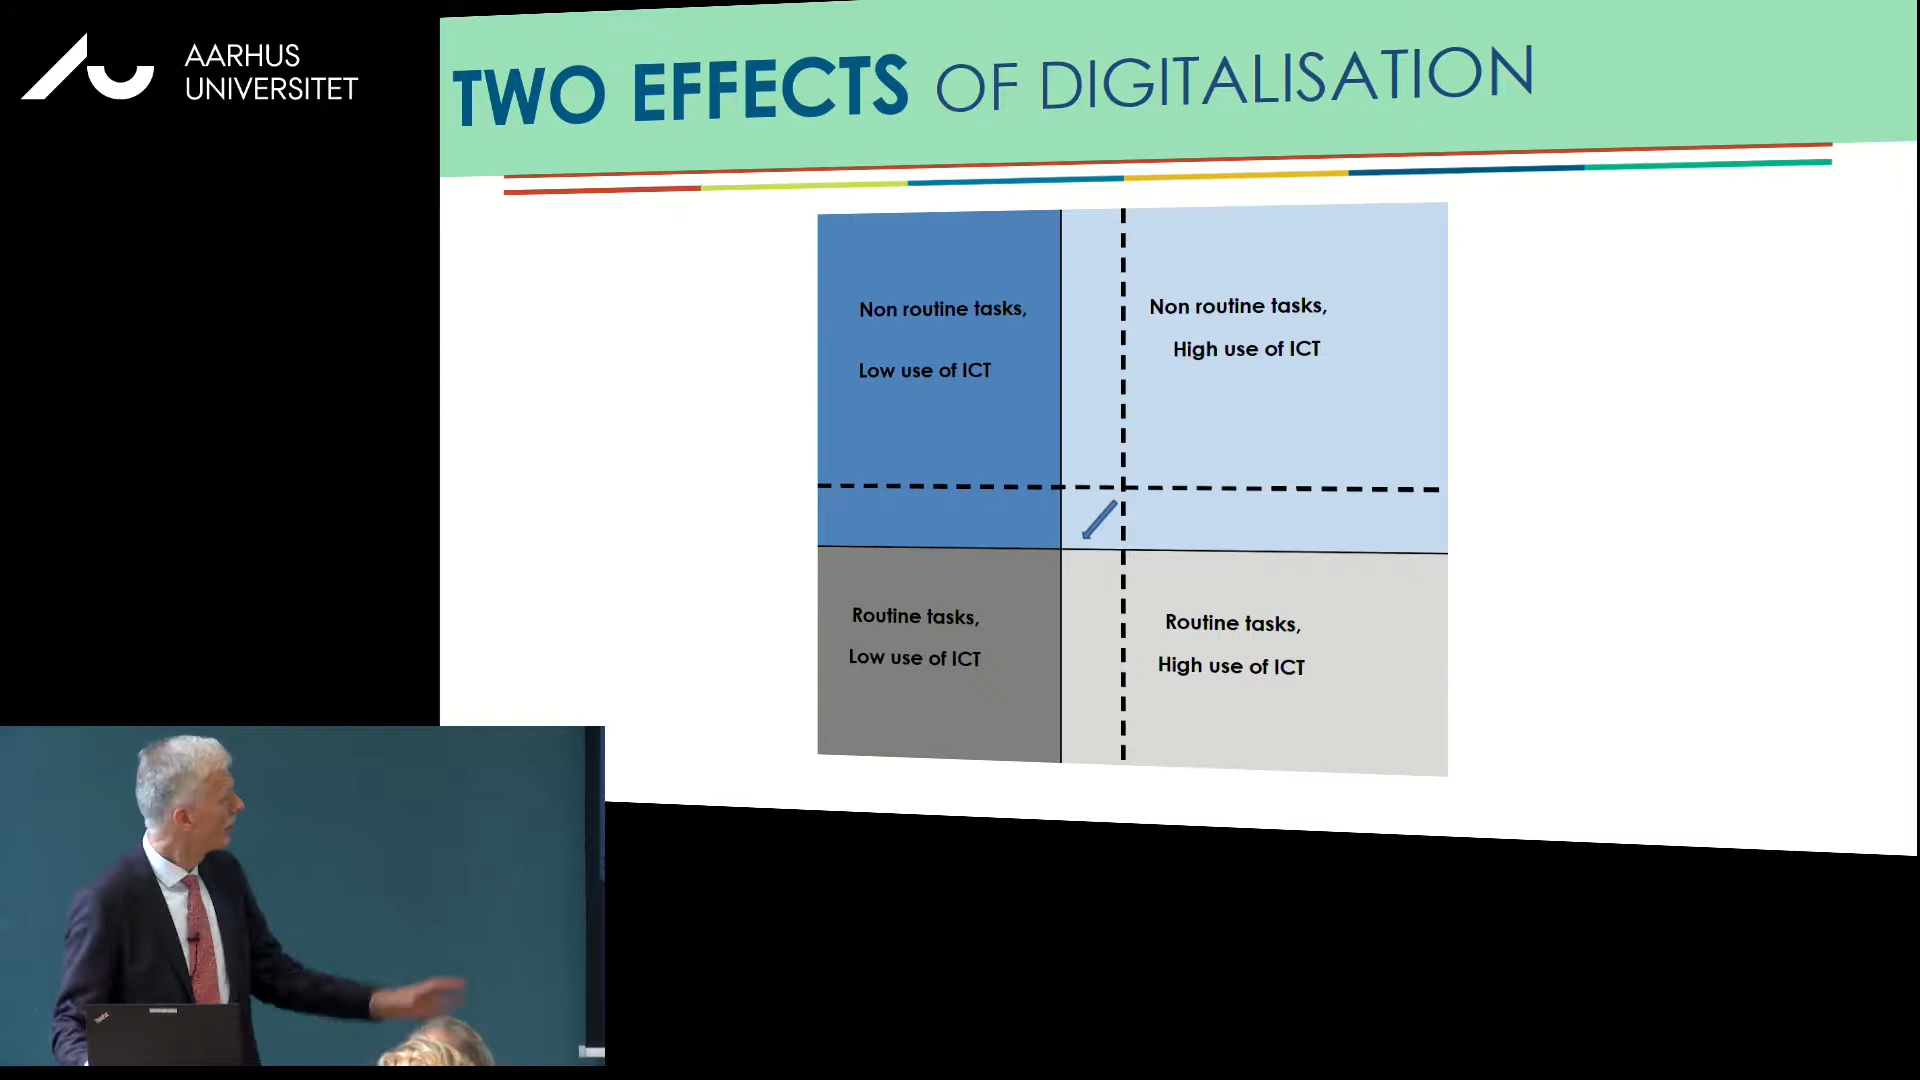 AARHUS
UNIVERSITET
TWO EFFECTS OF DIGITALISATION
Non routine tasks,
Low use of ICT
Non routine tasks,
High use of ICT
Routine tasks,
Low use of ICT
Routine tasks,
High use of ICT
ThinkPad